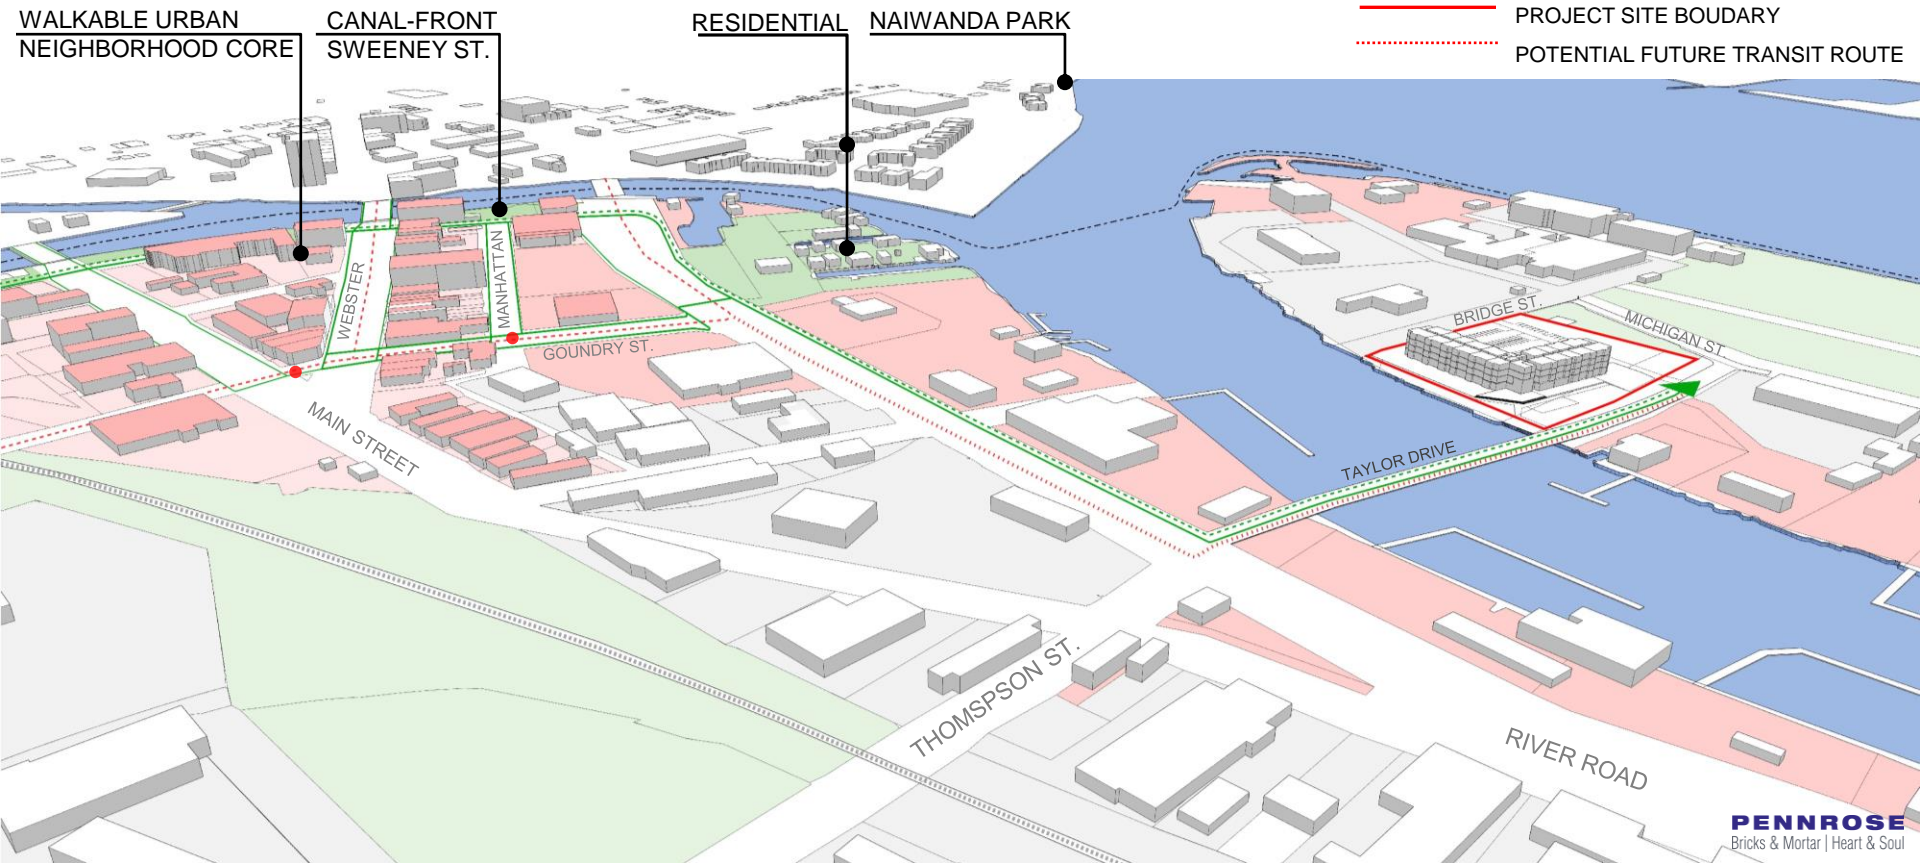 WALKABLE URBAN
NEIGHBORHOOD CORE
CANAL-FRONT
SWEENEY ST.
RESIDENTIAL
NAIWANDA PARK
PROJECT SITE BOUDARY
POTENTIAL FUTURE TRANSIT ROUTE
WEBSTER
MANHATTAN
GOUNDRY ST.
MAIN STREET
BRIDGE ST.
MICHIGAN ST.
TAYLOR DRIVE
THOMSPSON ST.
RIVER ROAD
PENNROSE
Bricks & Mortar | Heart & Soul